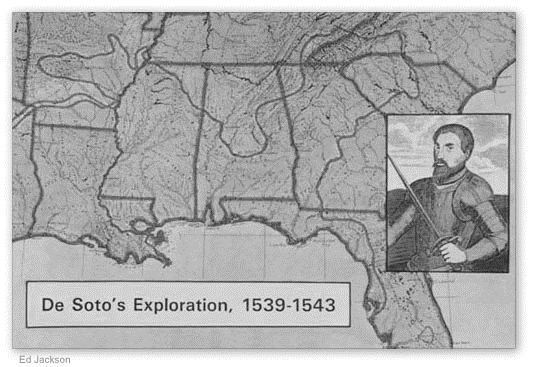 De Soto's Exploration, 1539-1543
Ed Jackson